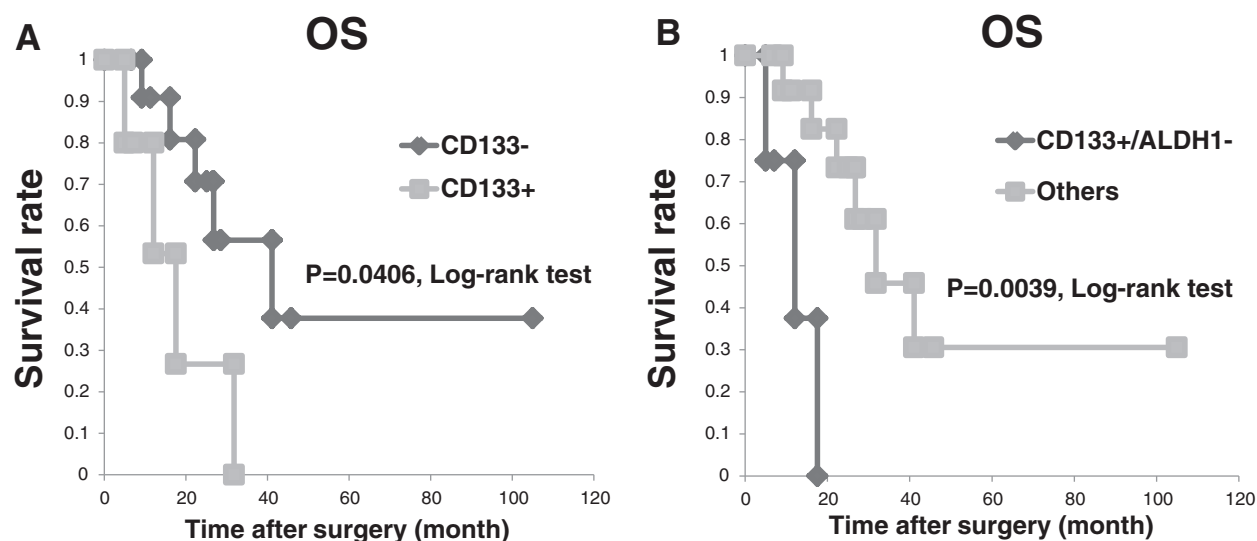 A
OS
Survival rate
1
0.9
0.8
0.7
0.6
0.5
0.4
0.3
0.2
0.1
0
CD133-
CD133+
P=0.0406, Log-rank test
0 20 40 60 80 100 120
Time after surgery (month)
B
OS
Survival rate
1
0.9
0.8
0.7
0.6
0.5
0.4
0.3
0.2
0.1
0
CD133+/ALDH1-
Others
P=0.0039, Log-rank test
0 20 40 60 80 100 120
Time after surgery (month)